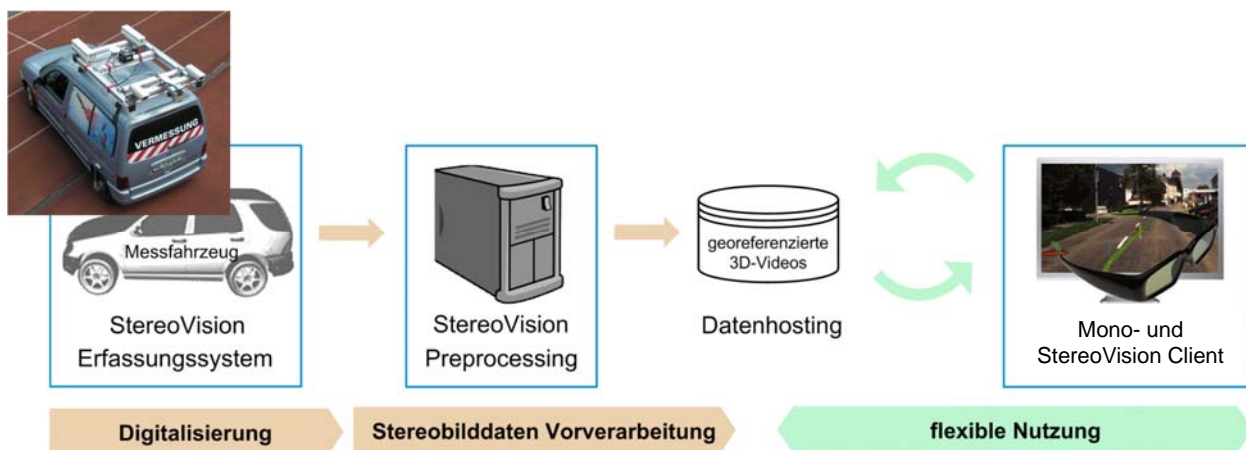 VERMESSUNG
Messfahrzeug
StereoVision
Erfassungssystem
StereoVision
Preprocessing
georeferenzierte
3D-Videos
Datenhosting
Mono- und
StereoVision Client
Digitalisierung
Stereobilddaten Vorverarbeitung
flexible Nutzung